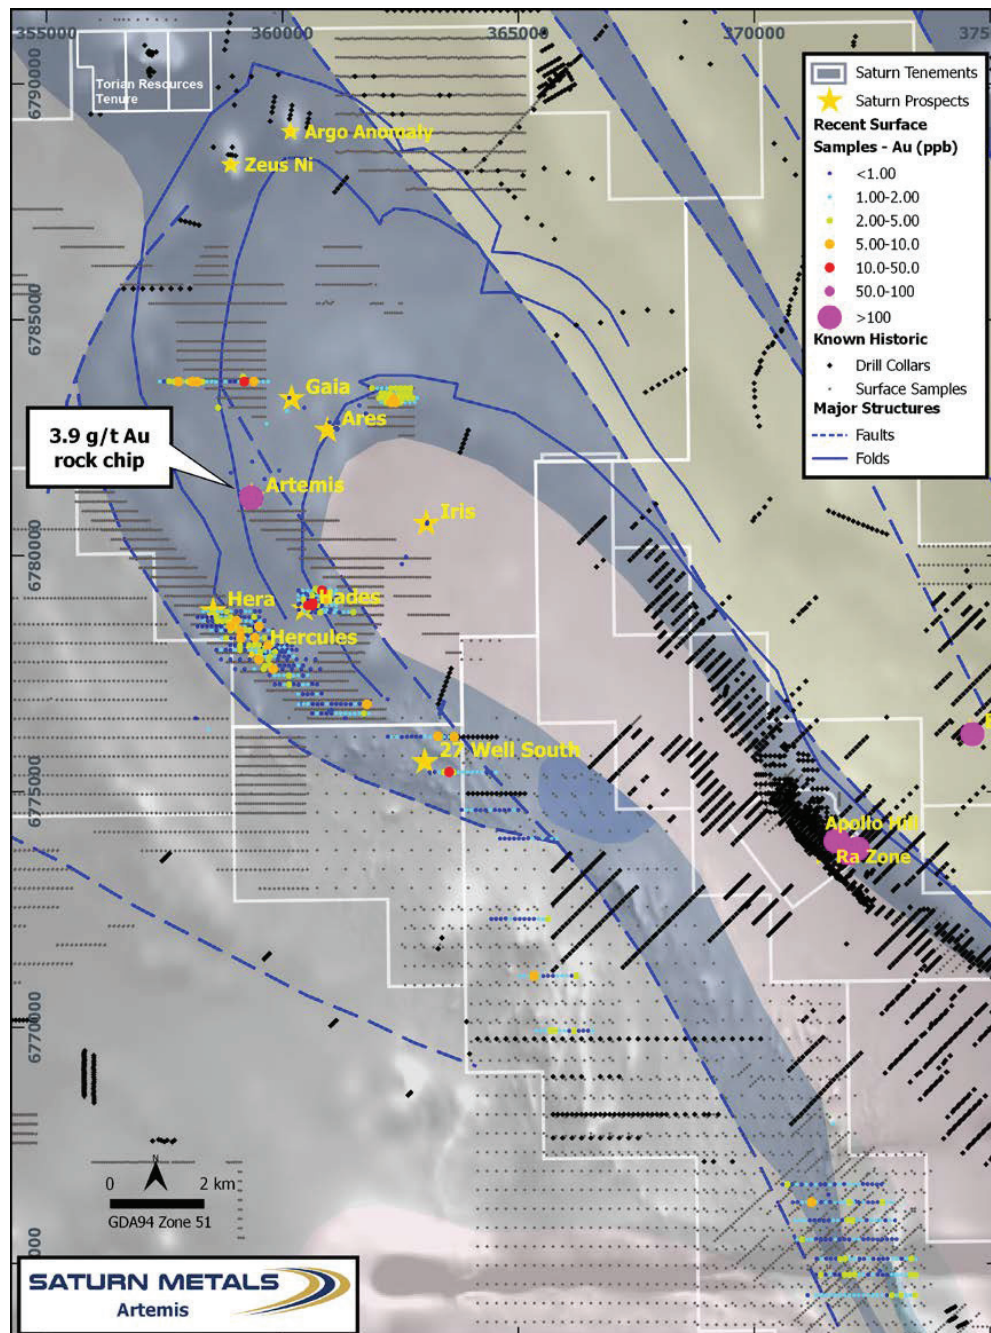 355000
360000
365000
370000
375
6790000
6785000
6780000
6775000
6770000
Torian Resources
Tenure
Argo Anomaly
Zeus Ni
Gaia
Ares
3.9 g/t Au
rock chip
Artemis
Iris
Hera
Hades
Hercules
27 Well South
Apollo Hill
Ra Zone
Saturn Tenements
Saturn Prospects
Recent Surface
Samples - Au (ppb)
<1.00
1.00-2.00
2.00-5.00
5.00-10.0
10.0-50.0
50.0-100
>100
Known Historic
Drill Collars
Surface Samples
Major Structures
Faults
Folds
N
0 2 km
GDA94 Zone 51
SATURN METALS
Artemis